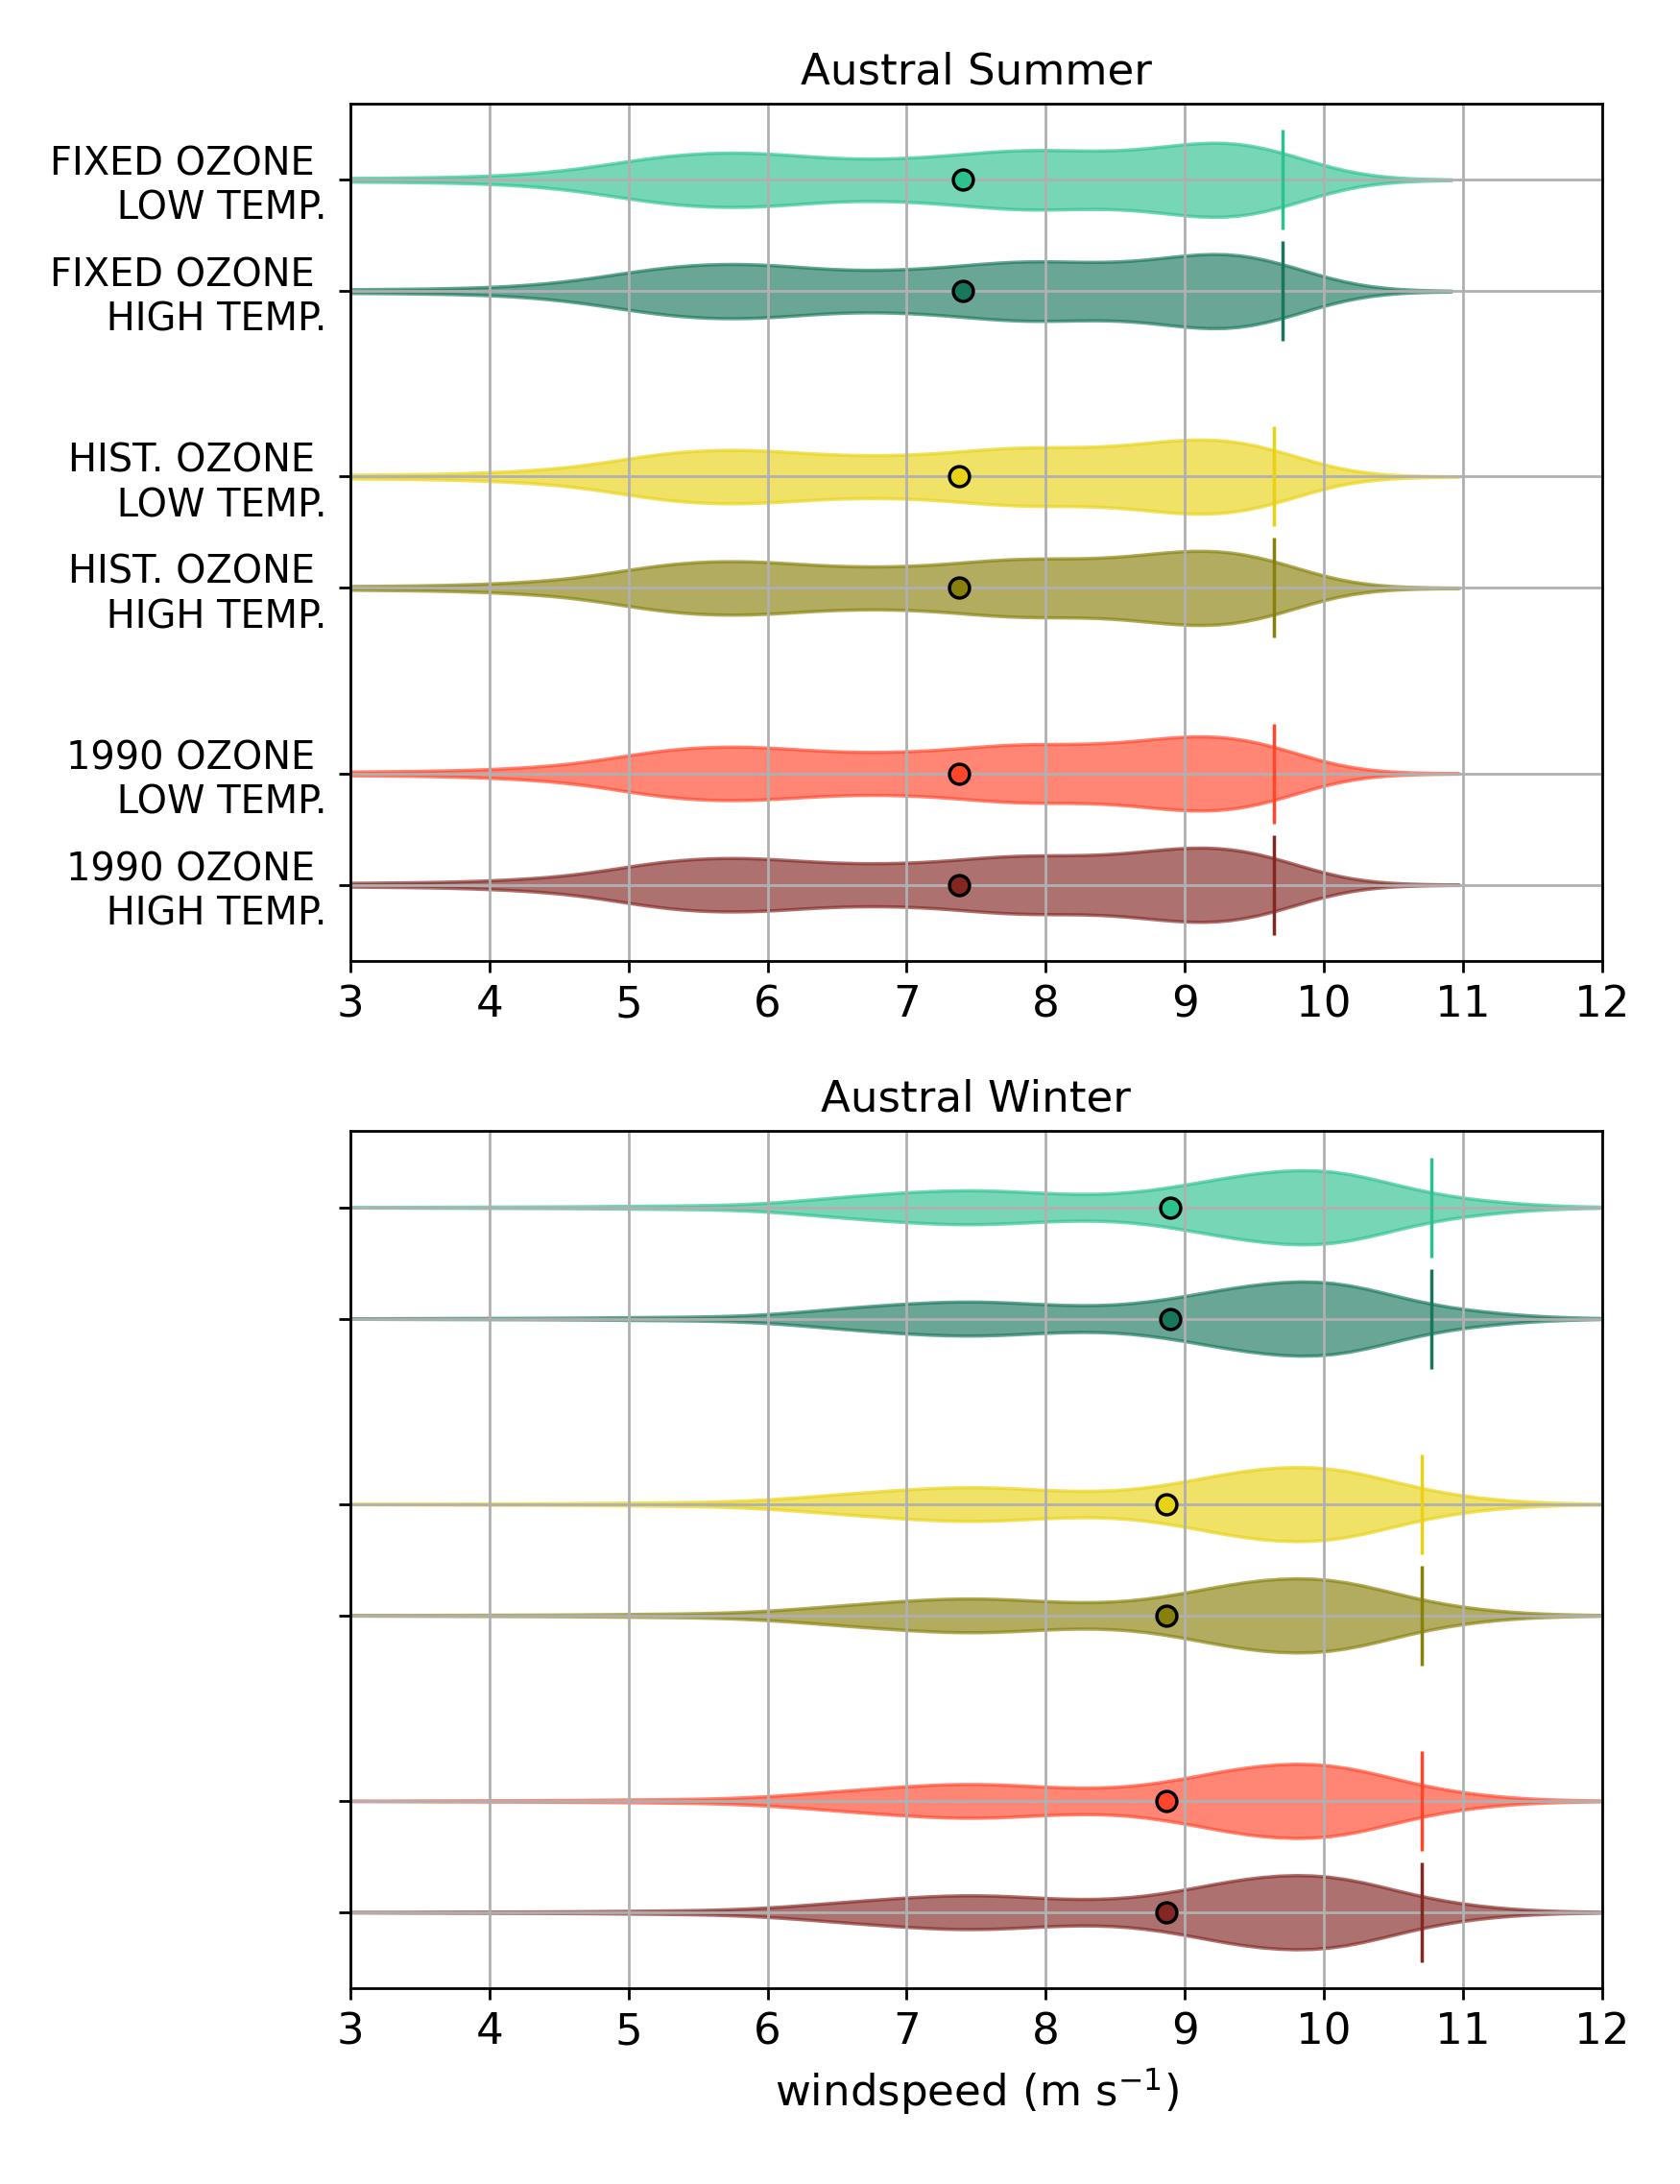 Austral Summer
FIXED OZONE
LOW TEMP.
FIXED OZONE
HIGH TEMP.
HIST. OZONE
LOW TEMP.
HIST. OZONE
HIGH TEMP.
1990 OZONE
LOW TEMP.
1990 OZONE
HIGH TEMP.
3 4 5 6 7 8 9 10 11 12
Austral Winter
3 4 5 6 7 8 9 10 11 12
windspeed (m s⁻¹)